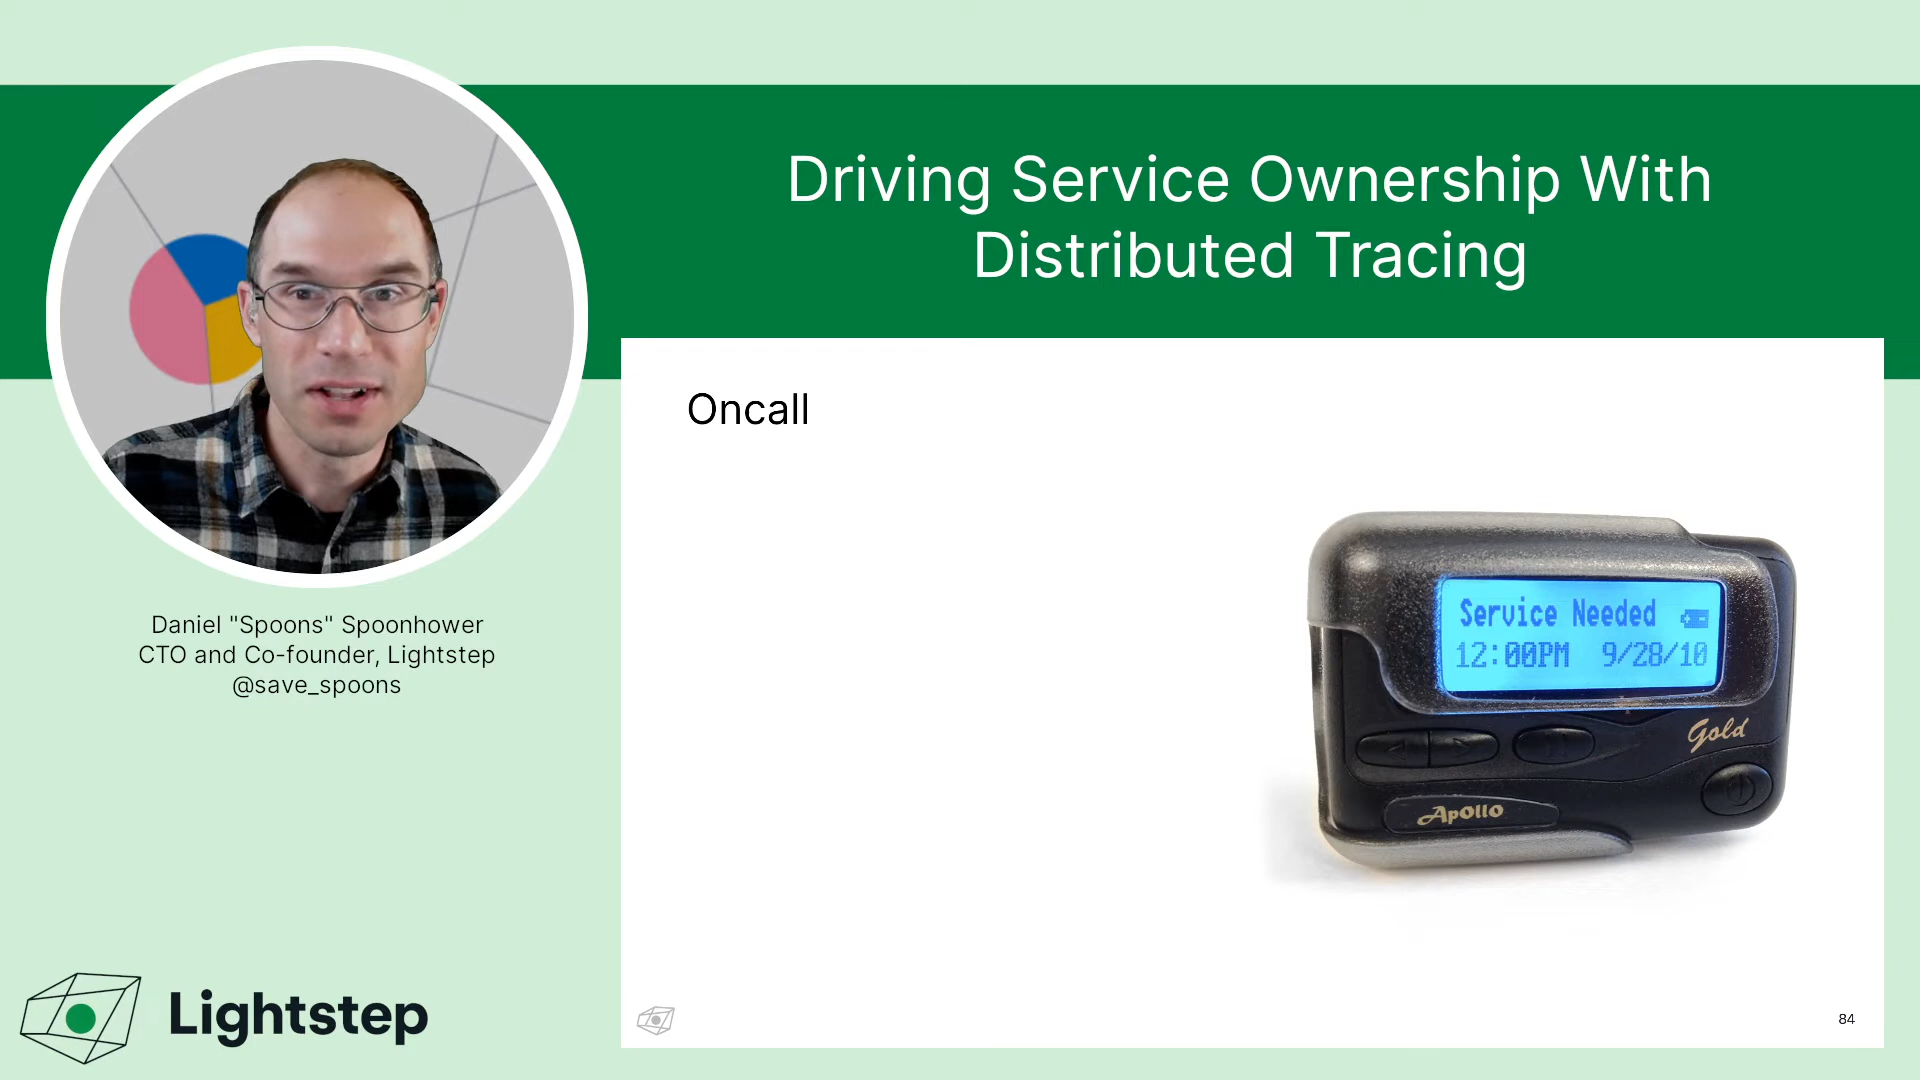 Driving Service Ownership With
Distributed Tracing
Oncall
Service Needed
12:00PM 9/28/10
Gold
Apollo
Daniel "Spoons" Spoonhower
CTO and Co-founder, Lightstep
@save_spoons
Lightstep
84